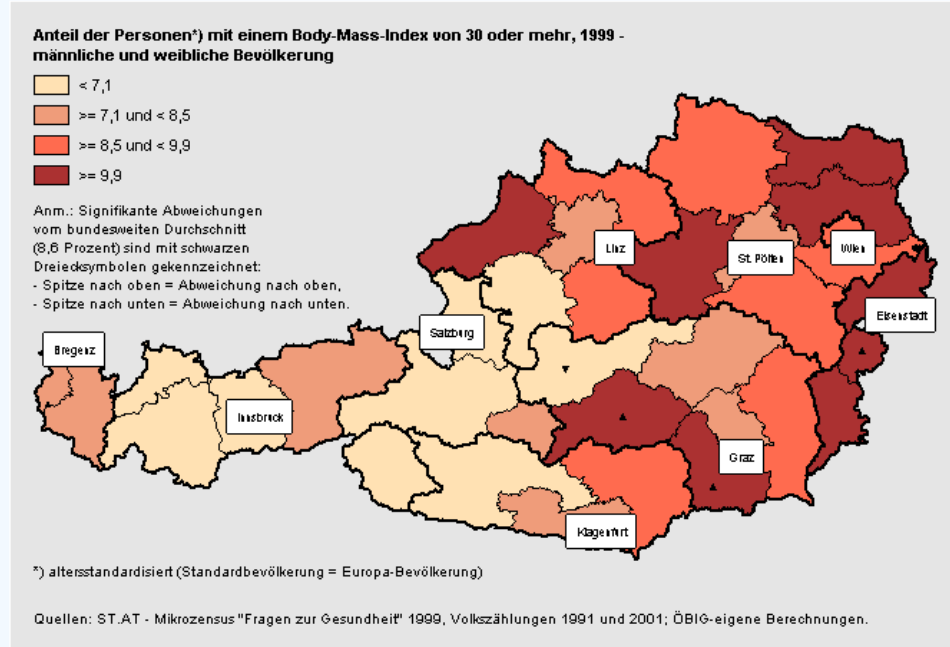 Anteil der Personen*) mit einem Body-Mass-Index von 30 oder mehr, 1999 -
männliche und weibliche Bevölkerung
< 7,1
>= 7,1 und < 8,5
>= 8,5 und < 9,9
>= 9,9
Anm.: Signifikante Abweichungen
vom bundesweiten Durchschnitt
(8,6 Prozent) sind mit schwarzen
Dreiecksymbolen gekennzeichnet:
- Spitze nach oben = Abweichung nach oben,
- Spitze nach unten = Abweichung nach unten.
Linz
St. Pölten
Wien
Eisenstadt
Salzburg
Bregenz
Innsbruck
Graz
Klagenfurt
*) altersstandardisiert (Standardbevölkerung = Europa-Bevölkerung)
Quellen: ST.AT - Mikrozensus "Fragen zur Gesundheit" 1999, Volkszählungen 1991 und 2001; ÖBIG-eigene Berechnungen.